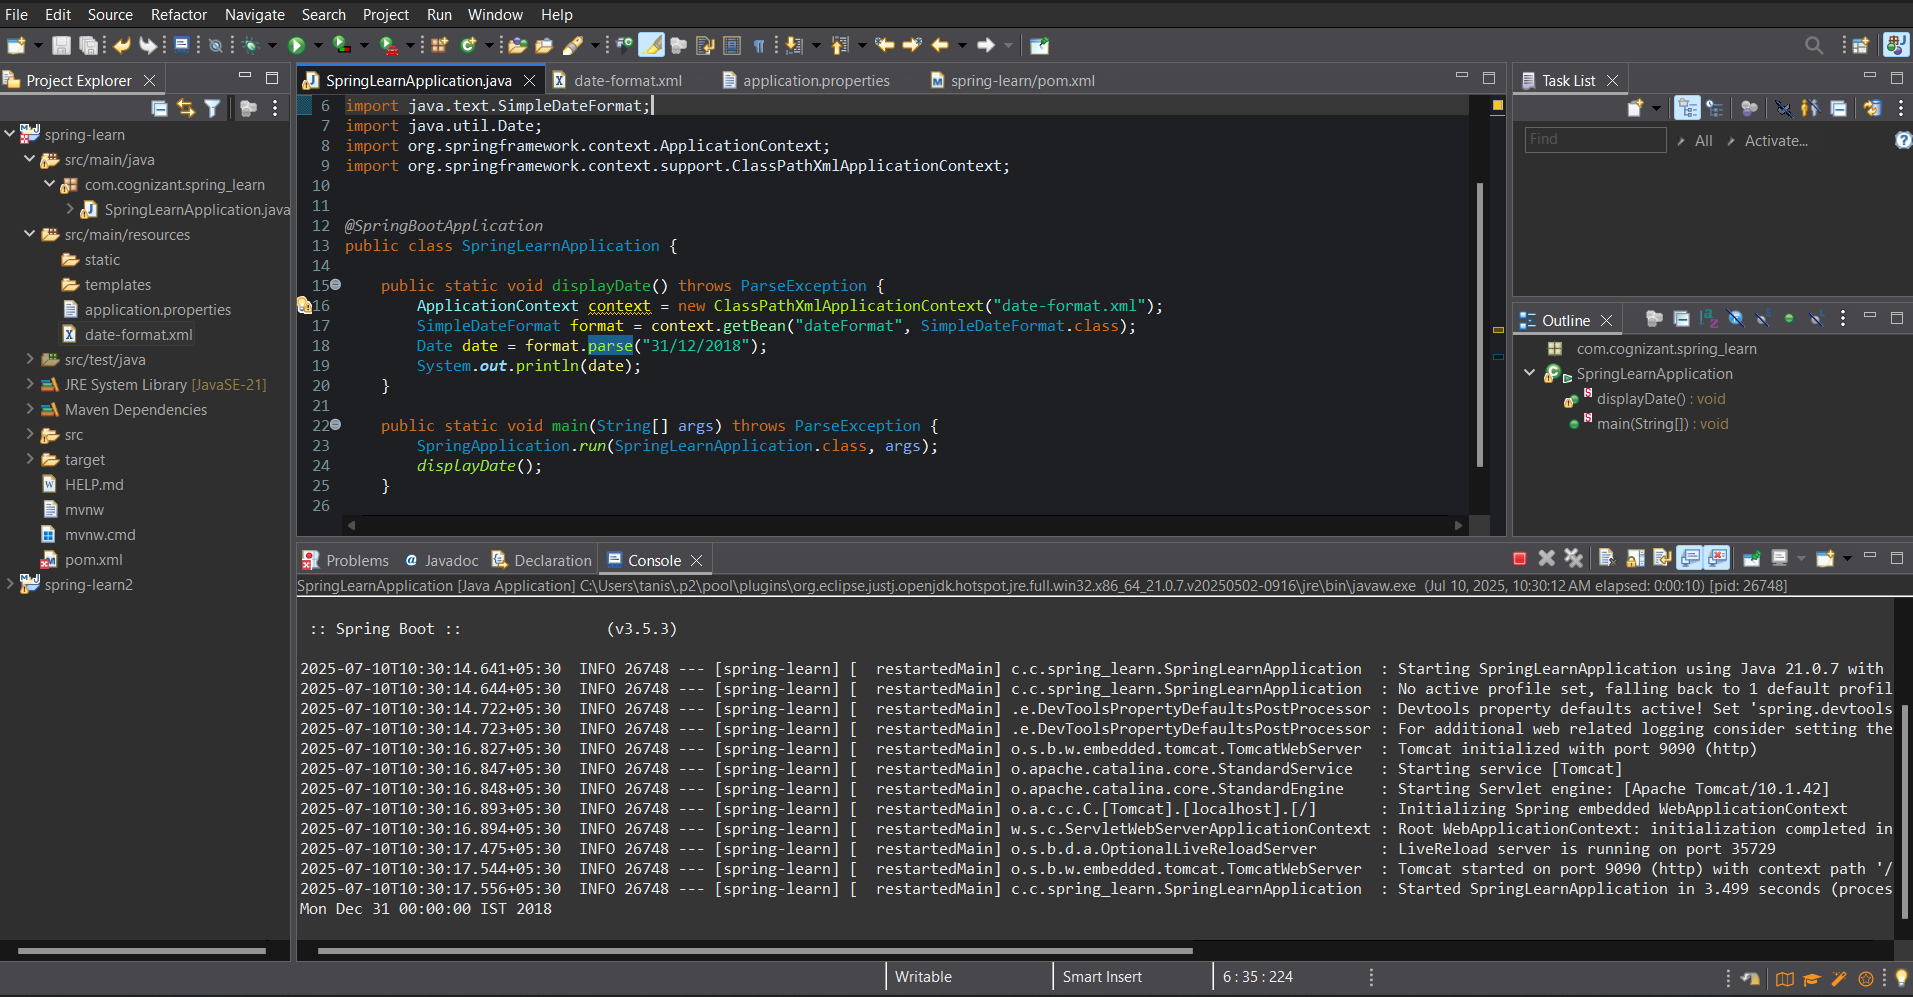 File Edit Source Refactor Navigate Search Project Run Window Help
Project Explorer
spring-learn
src/main/java
com.cognizant.spring_learn
SpringLearnApplication.java
src/main/resources
static
templates
application.properties
date-format.xml
src/test/java
JRE System Library [JavaSE-21]
Maven Dependencies
src
target
HELP.md
mvnw
mvnw.cmd
pom.xml
spring-learn2
SpringLearnApplication.java date-format.xml application.properties spring-learn/pom.xml
6 import java.text.SimpleDateFormat;
7 import java.util.Date;
8 import org.springframework.context.ApplicationContext;
9 import org.springframework.context.support.ClassPathXmlApplicationContext;
10
11
12 @SpringBootApplication
13 public class SpringLearnApplication {
14
15 public static void displayDate() throws ParseException {
16 ApplicationContext context = new ClassPathXmlApplicationContext("date-format.xml");
17 SimpleDateFormat format = context.getBean("dateFormat", SimpleDateFormat.class);
18 Date date = format.parse("31/12/2018");
19 System.out.println(date);
20 }
21
22 public static void main(String[] args) throws ParseException {
23 SpringApplication.run(SpringLearnApplication.class, args);
24 displayDate();
25 }
26
Task List
Find All Activate...
Outline
com.cognizant.spring_learn
SpringLearnApplication
displayDate() : void
main(String[]) : void
Problems Javadoc Declaration Console
SpringLearnApplication [Java Application] C:\Users\tanis\.p2\pool\plugins\org.eclipse.justj.openjdk.hotspot.jre.full.win32.x86_64_21.0.7.v20250502-0916\jre\bin\javaw.exe (Jul 10, 2025, 10:30:12 AM elapsed: 0:00:10) [pid: 26748]
:: Spring Boot :: (v3.5.3)
2025-07-10T10:30:14.641+05:30 INFO 26748 --- [spring-learn] [ restartedMain] c.c.spring_learn.SpringLearnApplication : Starting SpringLearnApplication using Java 21.0.7 with
2025-07-10T10:30:14.644+05:30 INFO 26748 --- [spring-learn] [ restartedMain] c.c.spring_learn.SpringLearnApplication : No active profile set, falling back to 1 default profil
2025-07-10T10:30:14.722+05:30 INFO 26748 --- [spring-learn] [ restartedMain] .e.DevToolsPropertyDefaultsPostProcessor : Devtools property defaults active! Set 'spring.devtools
2025-07-10T10:30:14.723+05:30 INFO 26748 --- [spring-learn] [ restartedMain] .e.DevToolsPropertyDefaultsPostProcessor : For additional web related logging consider setting the
2025-07-10T10:30:16.827+05:30 INFO 26748 --- [spring-learn] [ restartedMain] o.s.b.w.embedded.tomcat.TomcatWebServer : Tomcat initialized with port 9090 (http)
2025-07-10T10:30:16.847+05:30 INFO 26748 --- [spring-learn] [ restartedMain] o.apache.catalina.core.StandardService : Starting service [Tomcat]
2025-07-10T10:30:16.848+05:30 INFO 26748 --- [spring-learn] [ restartedMain] o.apache.catalina.core.StandardEngine : Starting Servlet engine: [Apache Tomcat/10.1.42]
2025-07-10T10:30:16.893+05:30 INFO 26748 --- [spring-learn] [ restartedMain] o.a.c.c.C.[Tomcat].[localhost].[/] : Initializing Spring embedded WebApplicationContext
2025-07-10T10:30:16.894+05:30 INFO 26748 --- [spring-learn] [ restartedMain] w.s.c.ServletWebServerApplicationContext : Root WebApplicationContext: initialization completed in
2025-07-10T10:30:17.475+05:30 INFO 26748 --- [spring-learn] [ restartedMain] o.s.b.d.a.OptionalLiveReloadServer : LiveReload server is running on port 35729
2025-07-10T10:30:17.544+05:30 INFO 26748 --- [spring-learn] [ restartedMain] o.s.b.w.embedded.tomcat.TomcatWebServer : Tomcat started on port 9090 (http) with context path '/
2025-07-10T10:30:17.556+05:30 INFO 26748 --- [spring-learn] [ restartedMain] c.c.spring_learn.SpringLearnApplication : Started SpringLearnApplication in 3.499 seconds (proces
Mon Dec 31 00:00:00 IST 2018
Writable Smart Insert 6 : 35 : 224